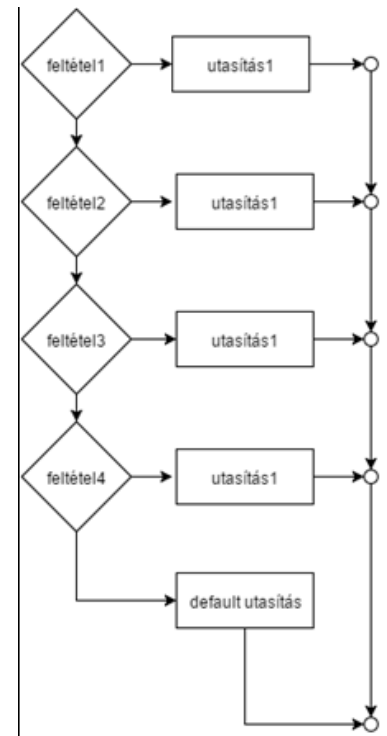 feltétel1
utasítás1
feltétel2
utasítás1
feltétel3
utasítás1
feltétel4
utasítás1
default utasítás